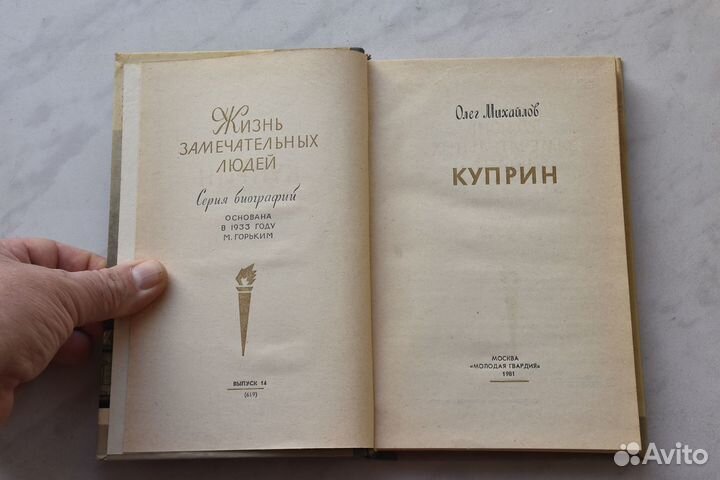 Жизнь
ЗАМЕЧАТЕЛЬНЫХ
ЛЮДЕЙ
Серия биографий
ОСНОВАНА
В 1933 ГОДУ
М. ГОРЬКИМ
ВЫПУСК 14
(619)
Олег Михайлов
КУПРИН
МОСКВА
«МОЛОДАЯ ГВАРДИЯ»
1981
Avito